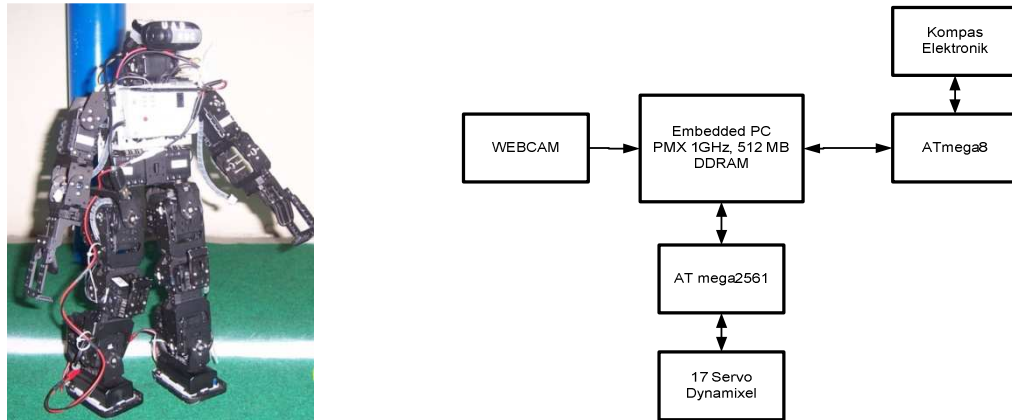 Kompas
Elektronik
WEBCAM
Embedded PC
PMX 1GHz, 512 MB
DDRAM
ATmega8
AT mega2561
17 Servo
Dynamixel